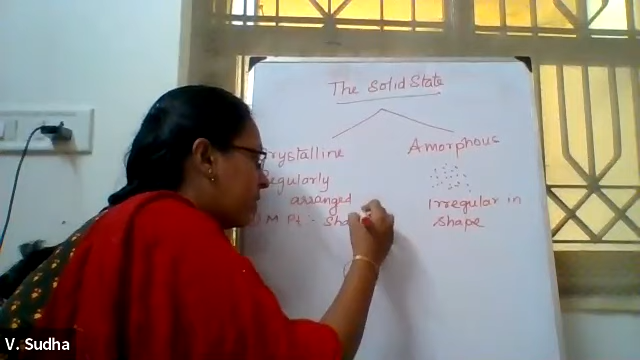 The Solid State
rystalline
Amorphous
egularly
arranged
Irregular in
shape
M Pt :- Sha
V. Sudha